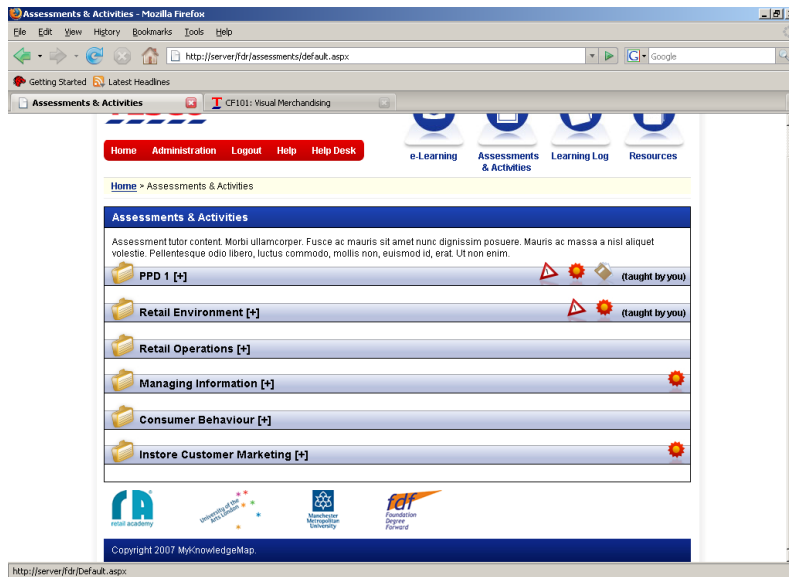 Assessments & Activities - Mozilla Firefox
File Edit View History Bookmarks Tools Help
http://server/fdr/assessments/default.aspx
G Google
Getting Started Latest Headlines
Assessments & Activities
CF101: Visual Merchandising
Home Administration Logout Help Help Desk
e-Learning
Assessments & Activities
Learning Log
Resources
Home > Assessments & Activities
Assessments & Activities
Assessment tutor content. Morbi ullamcorper. Fusce ac mauris sit amet nunc dignissim posuere. Mauris ac massa a nisl aliquet
volestie. Pellentesque odio libero, luctus commodo, mollis non, euismod id, erat. Ut non enim.
PPD 1 [+] (taught by you)
Retail Environment [+] (taught by you)
Retail Operations [+]
Managing Information [+]
Consumer Behaviour [+]
Instore Customer Marketing [+]
ra
retail academy
University of the
Arts London
Manchester
Metropolitan
University
fdf
Foundation
Degree
Forward
Copyright 2007 MyKnowledgeMap.
http://server/fdr/Default.aspx